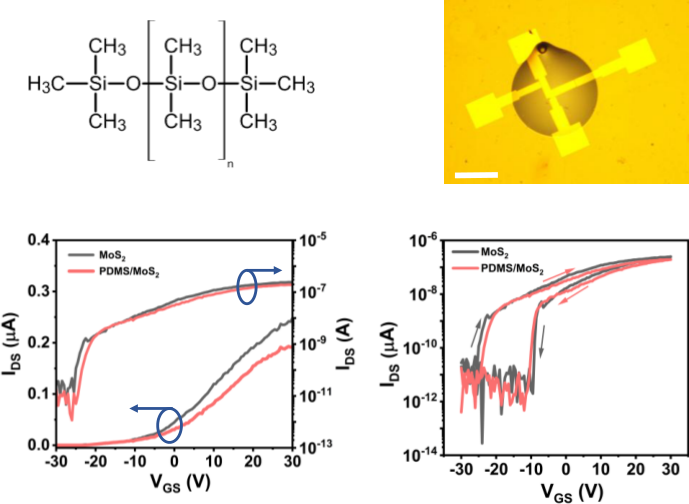 CH3 CH3 CH3
H3C Si O Si O Si CH3
CH3 CH3 CH3
n
0.4
0.3
0.2
0.1
0.0
IDS (μA)
MoS2
PDMS/MoS2
10-5
10-7
10-9
10-11
10-13
IDS (A)
-30 -20 -10 0 10 20 30
VGS (V)
10-6
10-8
10-10
10-12
10-14
IDS (μA)
MoS2
PDMS/MoS2
-30 -20 -10 0 10 20 30
VGS (V)